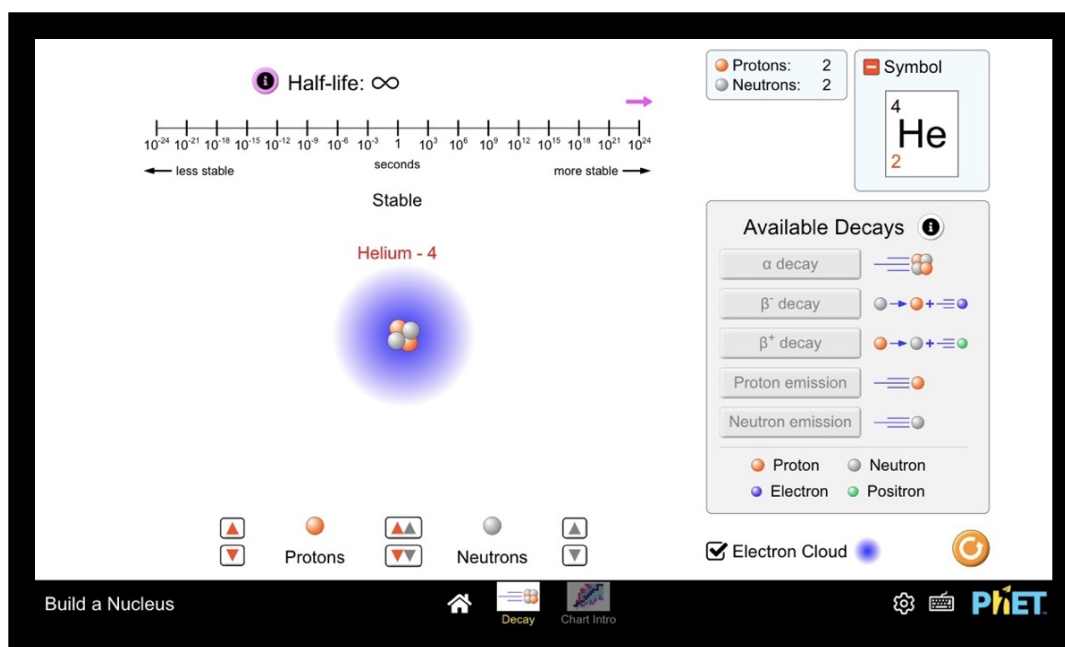 Half-life: ∞
10⁻²⁴ 10⁻²¹ 10⁻¹⁸ 10⁻¹⁵ 10⁻¹² 10⁻⁹ 10⁻⁶ 10⁻³ 1 10³ 10⁶ 10⁹ 10¹² 10¹⁵ 10¹⁸ 10²¹ 10²⁴
less stable
seconds
more stable
Stable
Helium - 4
Protons: 2
Neutrons: 2
Symbol
4
He
2
Available Decays
α decay
β⁻ decay
β⁺ decay
Proton emission
Neutron emission
Proton
Neutron
Electron
Positron
Protons
Neutrons
Electron Cloud
Build a Nucleus
Decay
Chart Intro
PhET